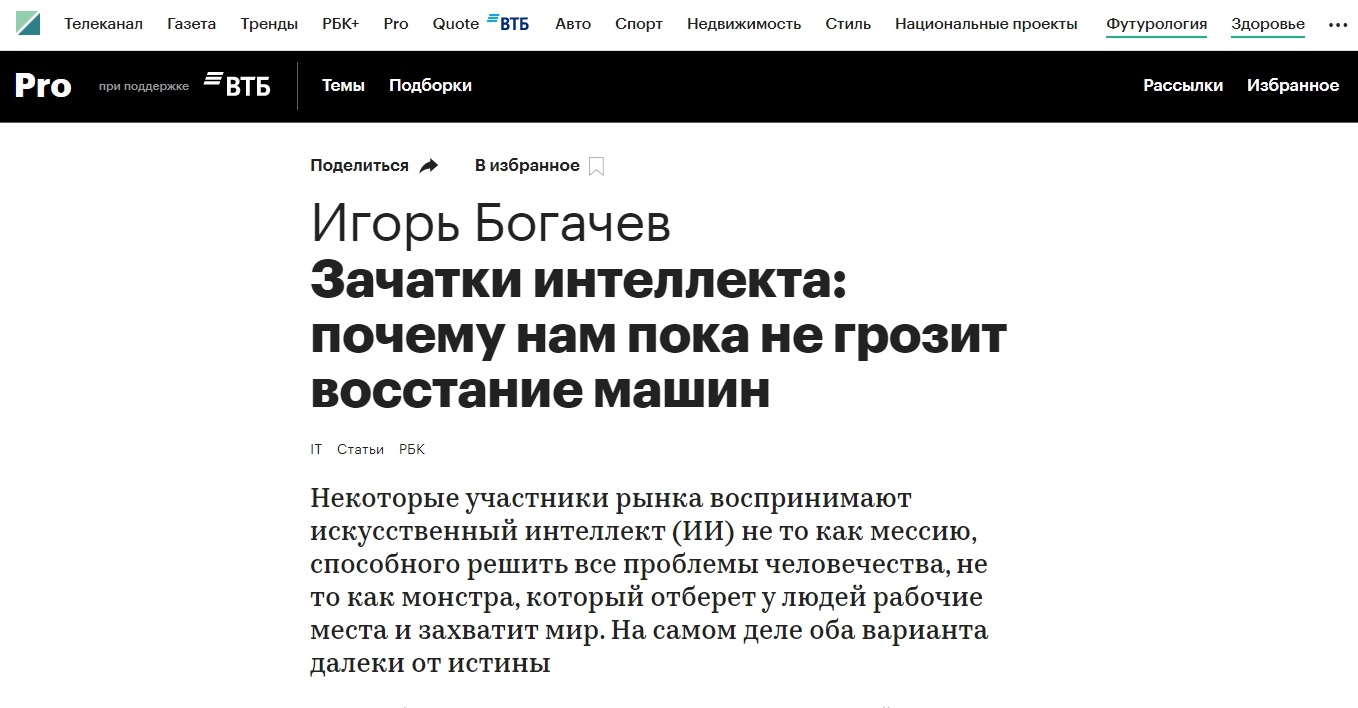 Телеканал Газета Тренды РБК+ Pro Quote ВТБ Авто Спорт Недвижимость Стиль Национальные проекты Футурология Здоровье
Pro при поддержке ВТБ Темы Подборки Рассылки Избранное
Поделиться В избранное
Игорь Богачев
Зачатки интеллекта:
почему нам пока не грозит
восстание машин
IT Статьи РБК
Некоторые участники рынка воспринимают
искусственный интеллект (ИИ) не то как мессию,
способного решить все проблемы человечества, не
то как монстра, который отберет у людей рабочие
места и захватит мир. На самом деле оба варианта
далеки от истины